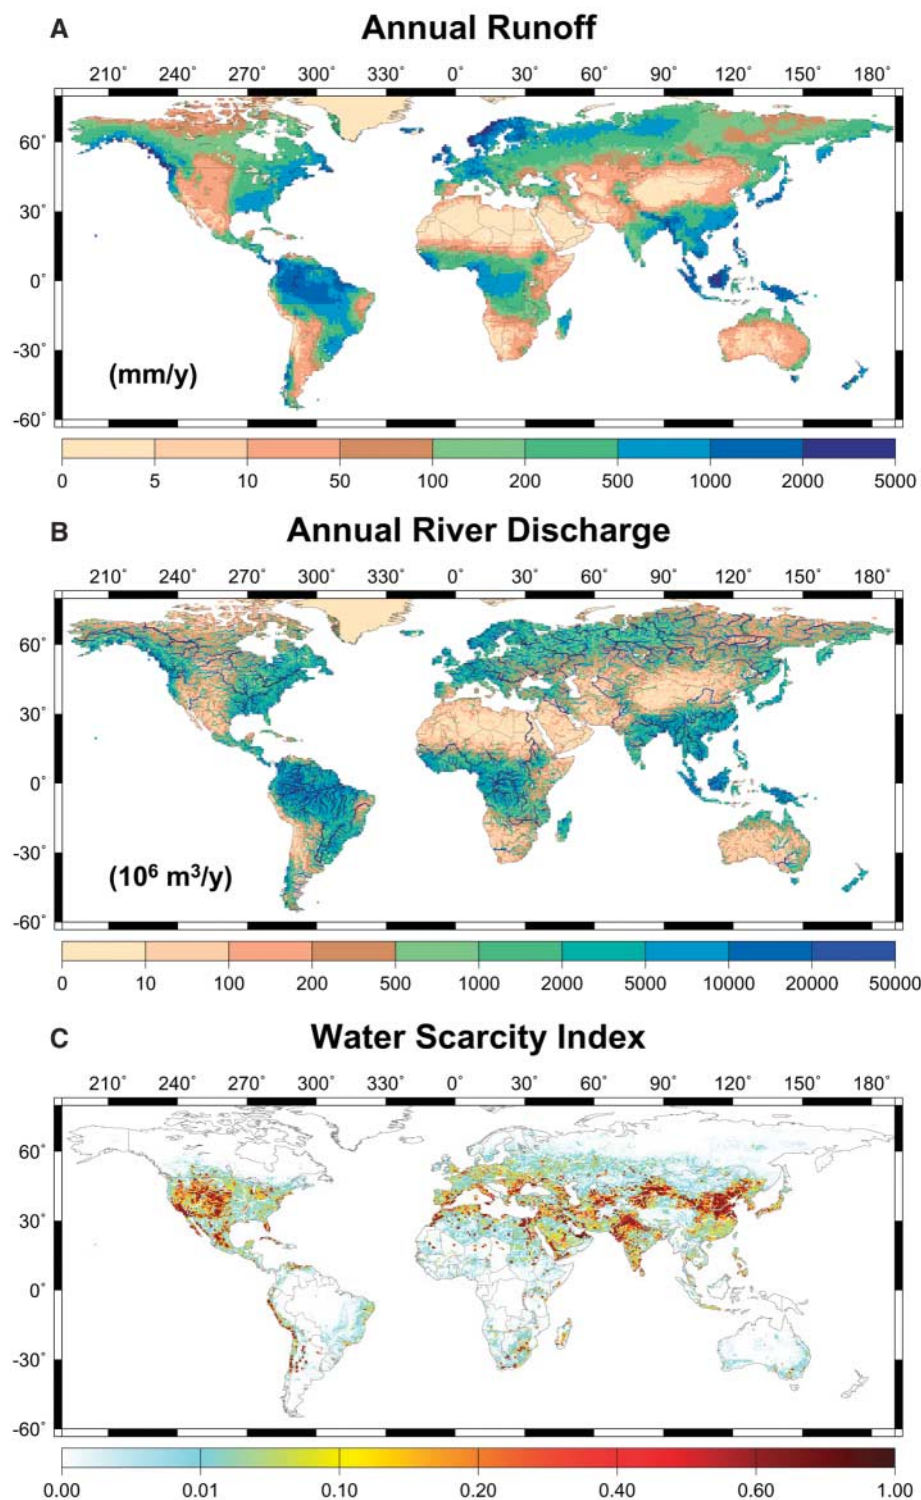 A
Annual Runoff
210° 240° 270° 300° 330° 0° 30° 60° 90° 120° 150° 180°
60°
30°
0°
-30°
(mm/y)
-60°
0 5 10 50 100 200 500 1000 2000 5000
B
Annual River Discharge
210° 240° 270° 300° 330° 0° 30° 60° 90° 120° 150° 180°
60°
30°
0°
-30°
(10⁶ m³/y)
-60°
0 10 100 200 500 1000 2000 5000 10000 20000 50000
C
Water Scarcity Index
210° 240° 270° 300° 330° 0° 30° 60° 90° 120° 150° 180°
60°
30°
0°
-30°
-60°
0.00 0.01 0.10 0.20 0.40 0.60 1.00